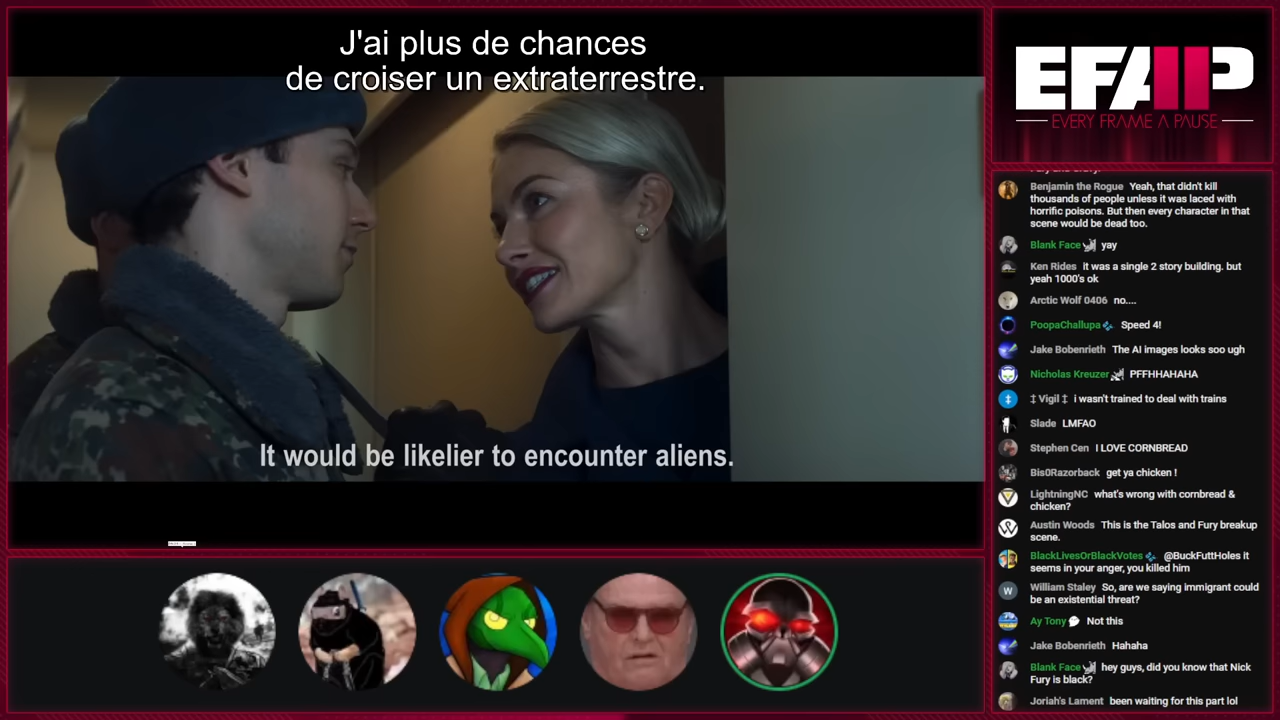 J'ai plus de chances
de croiser un extraterrestre.
It would be likelier to encounter aliens.
EFAP
EVERY FRAME A PAUSE
Benjamin the Rogue Yeah, that didn't kill
thousands of people unless it was laced with
horrific poisons. But then every character in that
scene would be dead too.
Blank Face yay
Ken Rides it was a single 2 story building. but
yeah 1000's ok
Arctic Wolf 0406 no....
PoopaChallupa Speed 4!
Jake Bobenrieth The AI images looks soo ugh
Nicholas Kreuzer PFFHHAHAHA
‡ Vigil ‡ i wasn't trained to deal with trains
Slade LMFAO
Stephen Cen I LOVE CORNBREAD
Bis0Razorback get ya chicken !
LightningNC what's wrong with cornbread &
chicken?
Austin Woods This is the Talos and Fury breakup
scene.
BlackLivesOrBlackVotes @BuckFuttHoles it
seems in your anger, you killed him
W William Staley So, are we saying immigrant could
be an existential threat?
Ay Tony Not this
Jake Bobenrieth Hahaha
Blank Face hey guys, did you know that Nick
Fury is black?
Joriah's Lament been waiting for this part lol